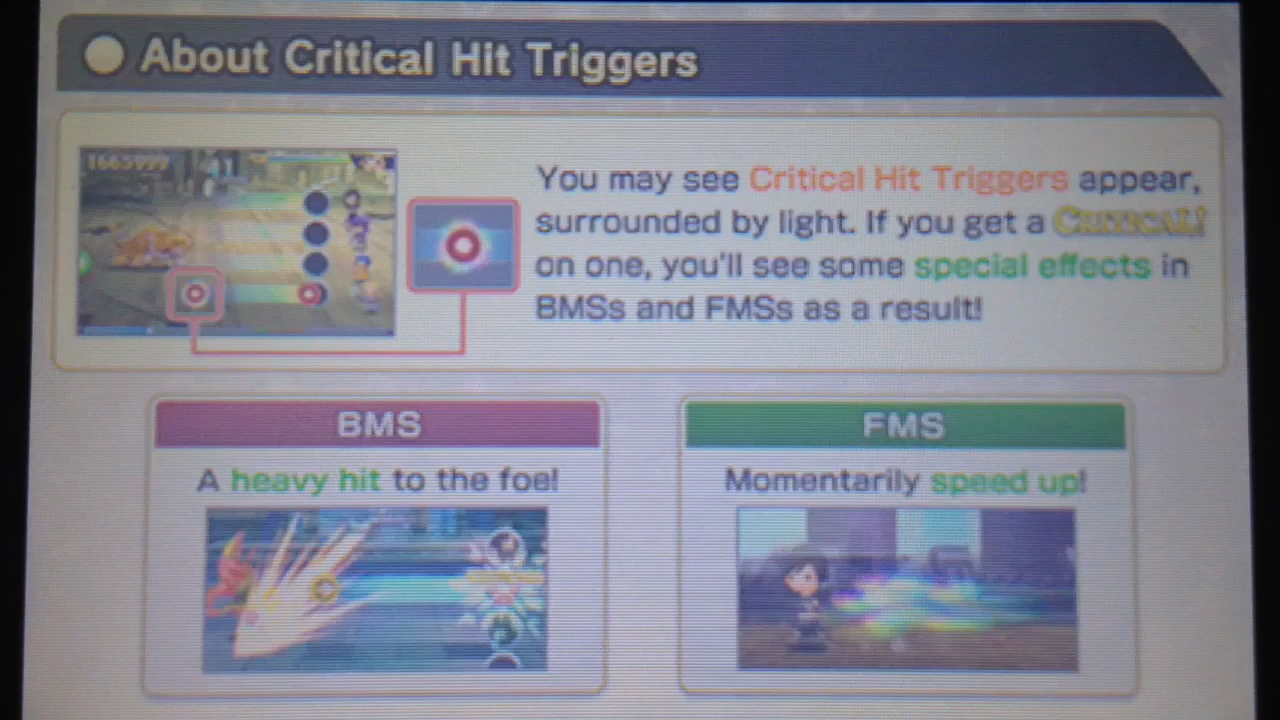 About Critical Hit Triggers
1665999
You may see Critical Hit Triggers appear,
surrounded by light. If you get a CRITICAL!
on one, you'll see some special effects in
BMSs and FMSs as a result!
BMS
A heavy hit to the foe!
FMS
Momentarily speed up!